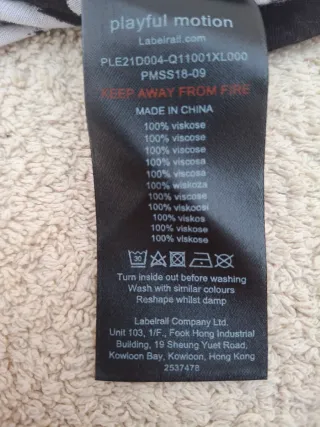 playful motion
Labelrail.com
PLE21D004-Q11001XL000
PMSS18-09
KEEP AWAY FROM FIRE
MADE IN CHINA
100% viskose
100% viscose
100% viscose
100% viscosa
100% viscosa
100% wiskoza
100% viscose
100% viskoosi
100% viskos
100% viscose
100% viskose
30
Turn inside out before washing
Wash with similar colours
Reshape whilst damp
Labelrail Company Ltd.
Unit 103, 1/F., Fook Hong Industrial
Building, 19 Sheung Yuet Road,
Kowloon Bay, Kowloon, Hong Kong
2537478